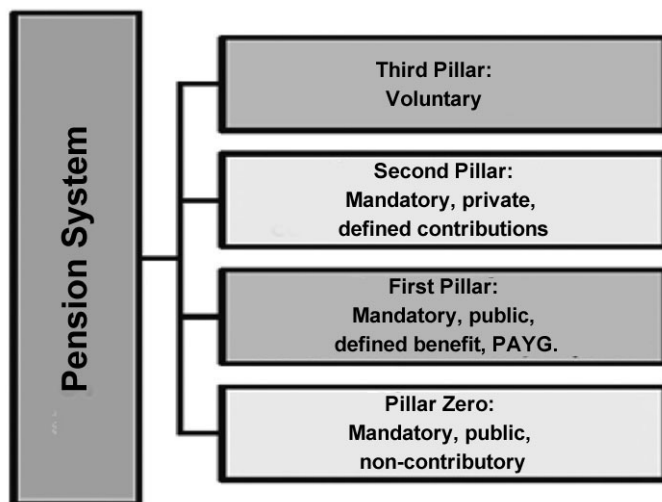 Pension System
Third Pillar:
Voluntary
Second Pillar:
Mandatory, private,
defined contributions
First Pillar:
Mandatory, public,
defined benefit, PAYG.
Pillar Zero:
Mandatory, public,
non-contributory